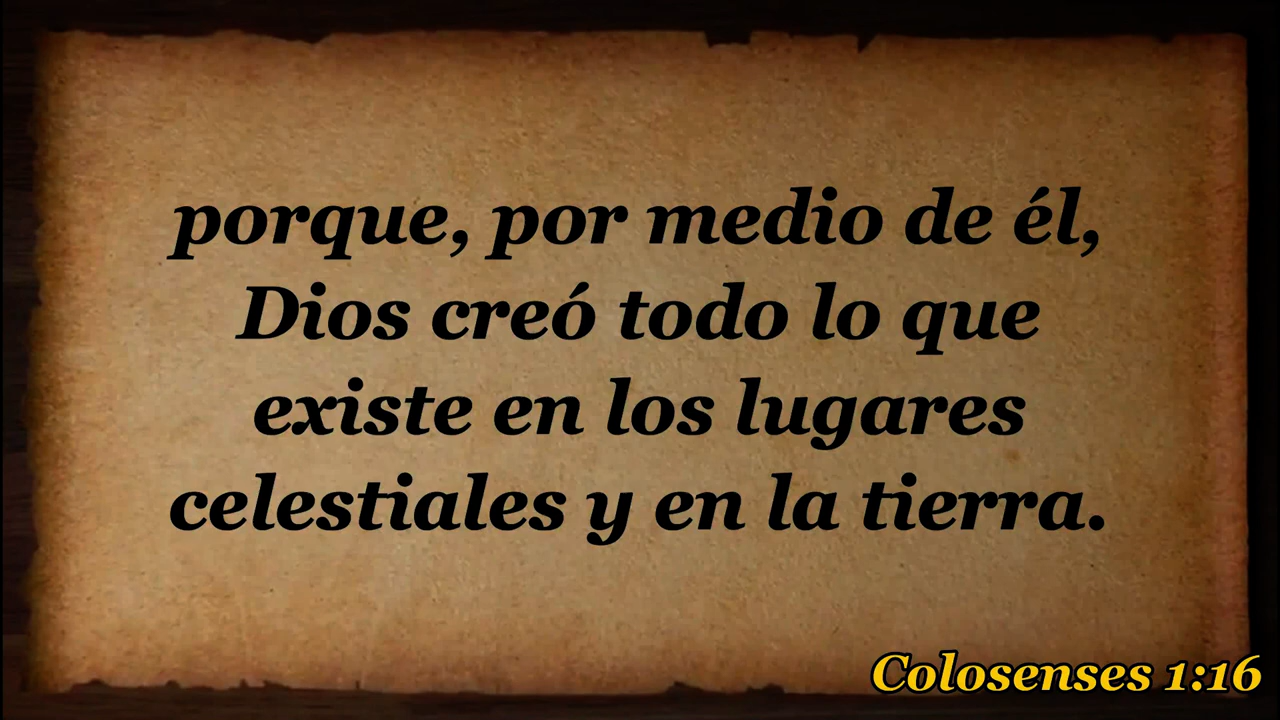 porque, por medio de él,
Dios creó todo lo que
existe en los lugares
celestiales y en la tierra.
Colosenses 1:16